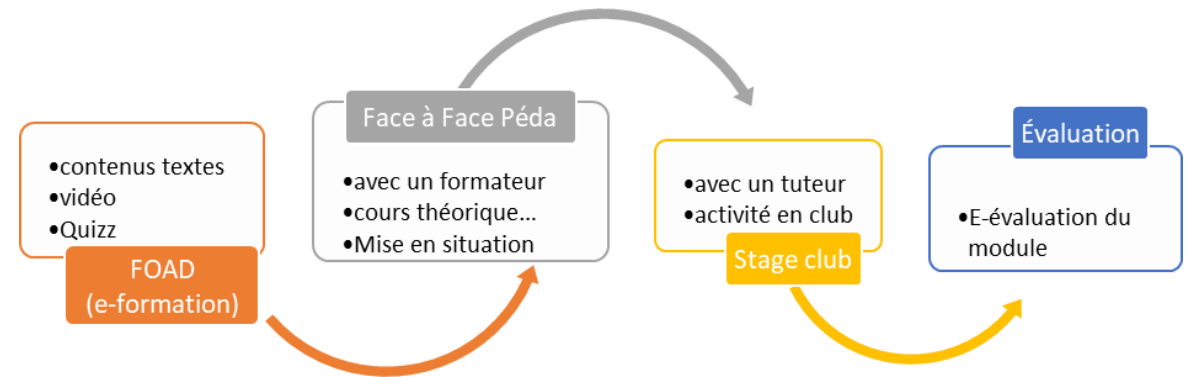 •contenus textes
•vidéo
•Quizz
FOAD
(e-formation)
Face à Face Péda
•avec un formateur
•cours théorique...
•Mise en situation
•avec un tuteur
•activité en club
Stage club
Évaluation
•E-évaluation du
module